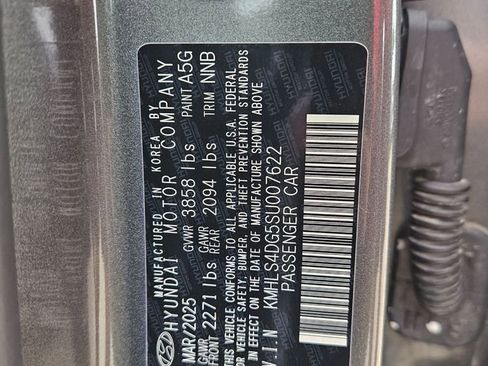 MANUFACTURED IN KOREA BY
HYUNDAI MOTOR COMPANY
MAR/2025 GVWR 3858 lbs PAINT A5G
GAWR FRONT 2271 lbs GAWR REAR 2094 lbs TRIM NNB
THIS VEHICLE CONFORMS TO ALL APPLICABLE U.S.A. FEDERAL
VEHICLE SAFETY, BUMPER, AND THEFT PREVENTION STANDARDS
IN EFFECT ON THE DATE OF MANUFACTURE SHOWN ABOVE
V.I.N KMHLS4DG5SU007622
PASSENGER CAR